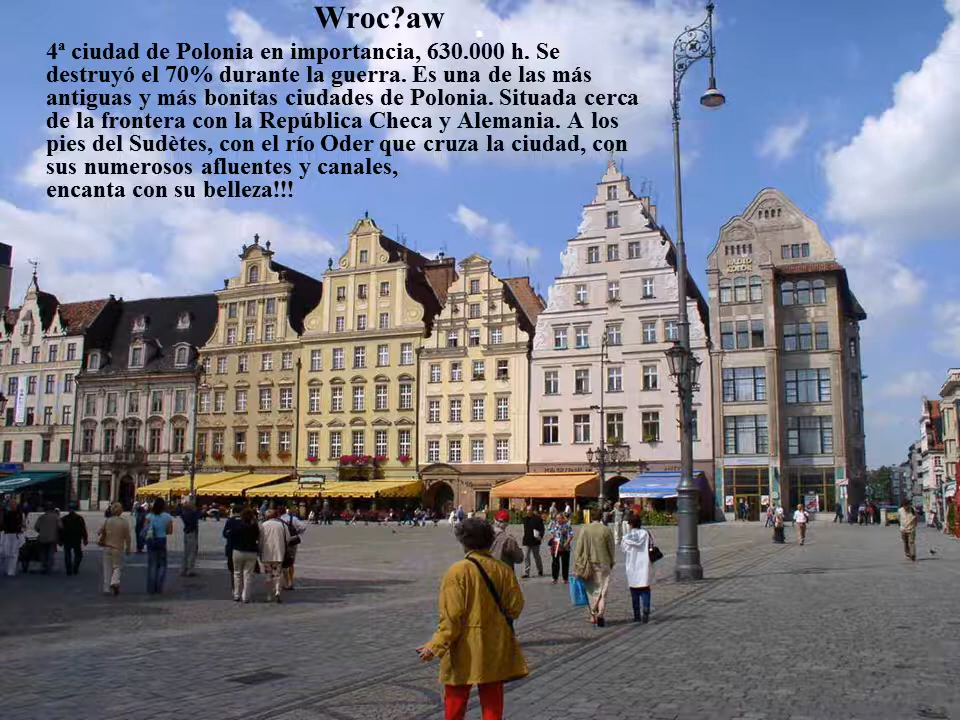 Wroc?aw
4ª ciudad de Polonia en importancia, 630.000 h. Se
destruyó el 70% durante la guerra. Es una de las más
antiguas y más bonitas ciudades de Polonia. Situada cerca
de la frontera con la República Checa y Alemania. A los
pies del Sudètes, con el río Oder que cruza la ciudad, con
sus numerosos afluentes y canales,
encanta con su belleza!!!
RADIO
KOLOR